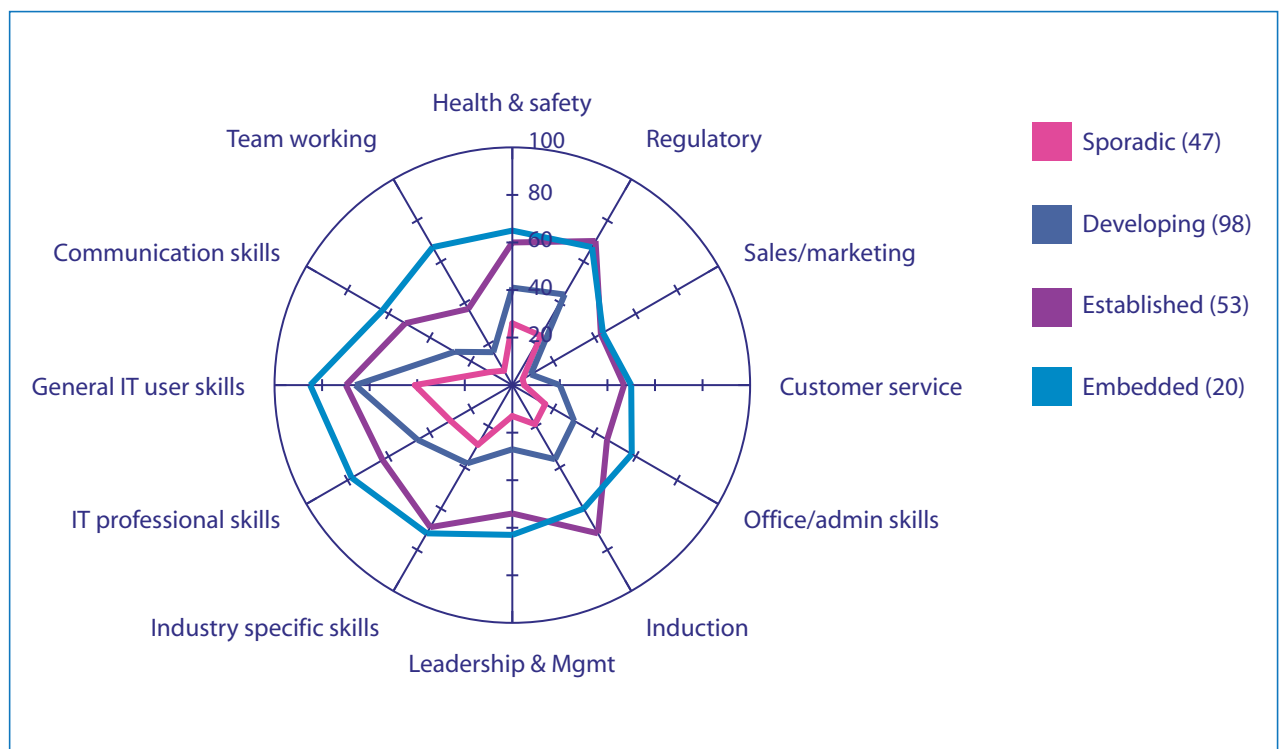 Health & safety
Team working
100
Regulatory
80
Communication skills
60
Sales/marketing
40
20
General IT user skills
Customer service
IT professional skills
Office/admin skills
Industry specific skills
Induction
Leadership & Mgmt
Sporadic (47)
Developing (98)
Established (53)
Embedded (20)